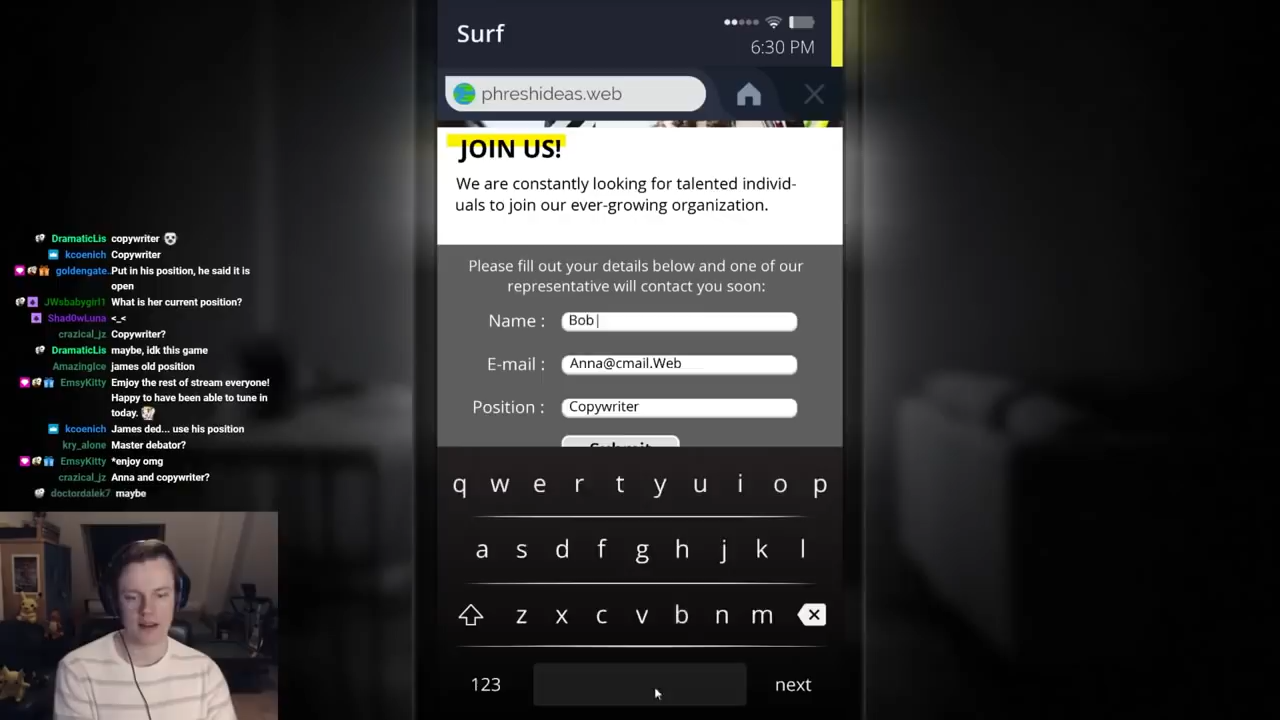 Surf
6:30 PM
phreshideas.web
JOIN US!
We are constantly looking for talented individ-
uals to join our ever-growing organization.
Please fill out your details below and one of our
representative will contact you soon:
Name : Bob
E-mail : Anna@cmail.Web
Position : Copywriter
Submit
q w e r t y u i o p
a s d f g h j k l
z x c v b n m
123 next
DramaticLis copywriter
kcoenich Copywriter
goldengate.. Put in his position, he said it is
open
JWsbabygirl1 What is her current position?
Shad0wLuna <_<
crazical_jz Copywriter?
DramaticLis maybe, idk this game
AmazingIce james old position
EmsyKitty Emjoy the rest of stream everyone!
Happy to have been able to tune in
today.
kcoenich James ded... use his position
kry_alone Master debator?
EmsyKitty *enjoy omg
crazical_jz Anna and copywriter?
doctordalek7 maybe